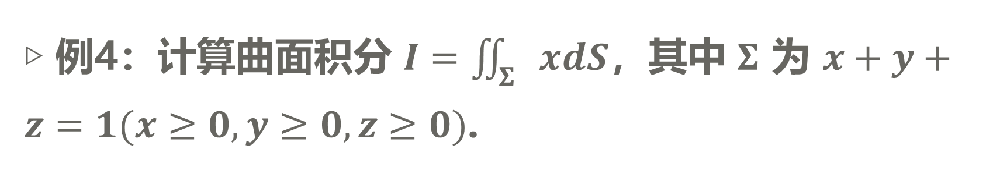 ▷ 例4：计算曲面积分 I = ∬_Σ xdS，其中 Σ 为 x + y +
z = 1(x ≥ 0, y ≥ 0, z ≥ 0).